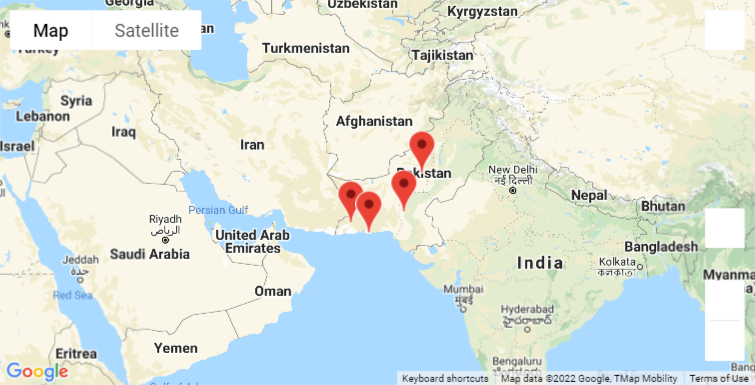 Georgia
Uzbekistan
Kyrgyzstan
Map
Satellite
Turkmenistan
Tajikistan
Syria
Lebanon
Afghanistan
Iraq
Iran
Israel
Pakistan
New Delhi
नई दिल्ली
Nepal
Bhutan
Persian Gulf
Riyadh
الرياض
United Arab
Emirates
Saudi Arabia
Bangladesh
Jeddah
جدة
India
Kolkata
কলকাতা
Myanma
Oman
Mumbai
मुंबई
Red Sea
Hyderabad
హైదరాబాద్
Yemen
Eritrea
Bengaluru
Google
Keyboard shortcuts
Map data ©2022 Google, TMap Mobility
Terms of Use